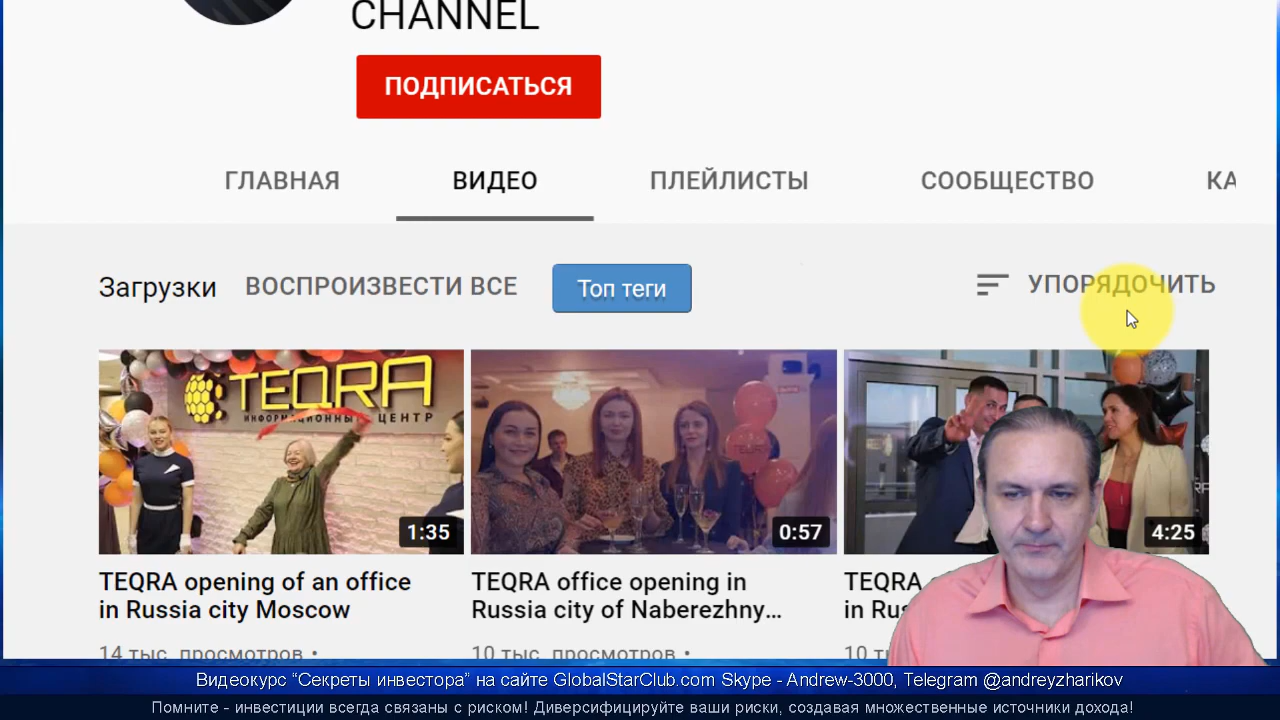 CHANNEL
ПОДПИСАТЬСЯ
ГЛАВНАЯ ВИДЕО ПЛЕЙЛИСТЫ СООБЩЕСТВО КА
Загрузки ВОСПРОИЗВЕСТИ ВСЕ Топ теги УПОРЯДОЧИТЬ
TEQRA
ИНФОРМАЦИОННЫЙ ЦЕНТР
1:35 0:57 4:25
TEQRA opening of an office
in Russia city Moscow
TEQRA office opening in
Russia city of Naberezhny...
TEQRA
in Rus
14 тыс. просмотров • 10 тыс. просмотров • 10 т
Видеокурс “Секреты инвестора” на сайте GlobalStarClub.com Skype - Andrew-3000, Telegram @andreyzharikov
Помните - инвестиции всегда связаны с риском! Диверсифицируйте ваши риски, создавая множественные источники дохода!